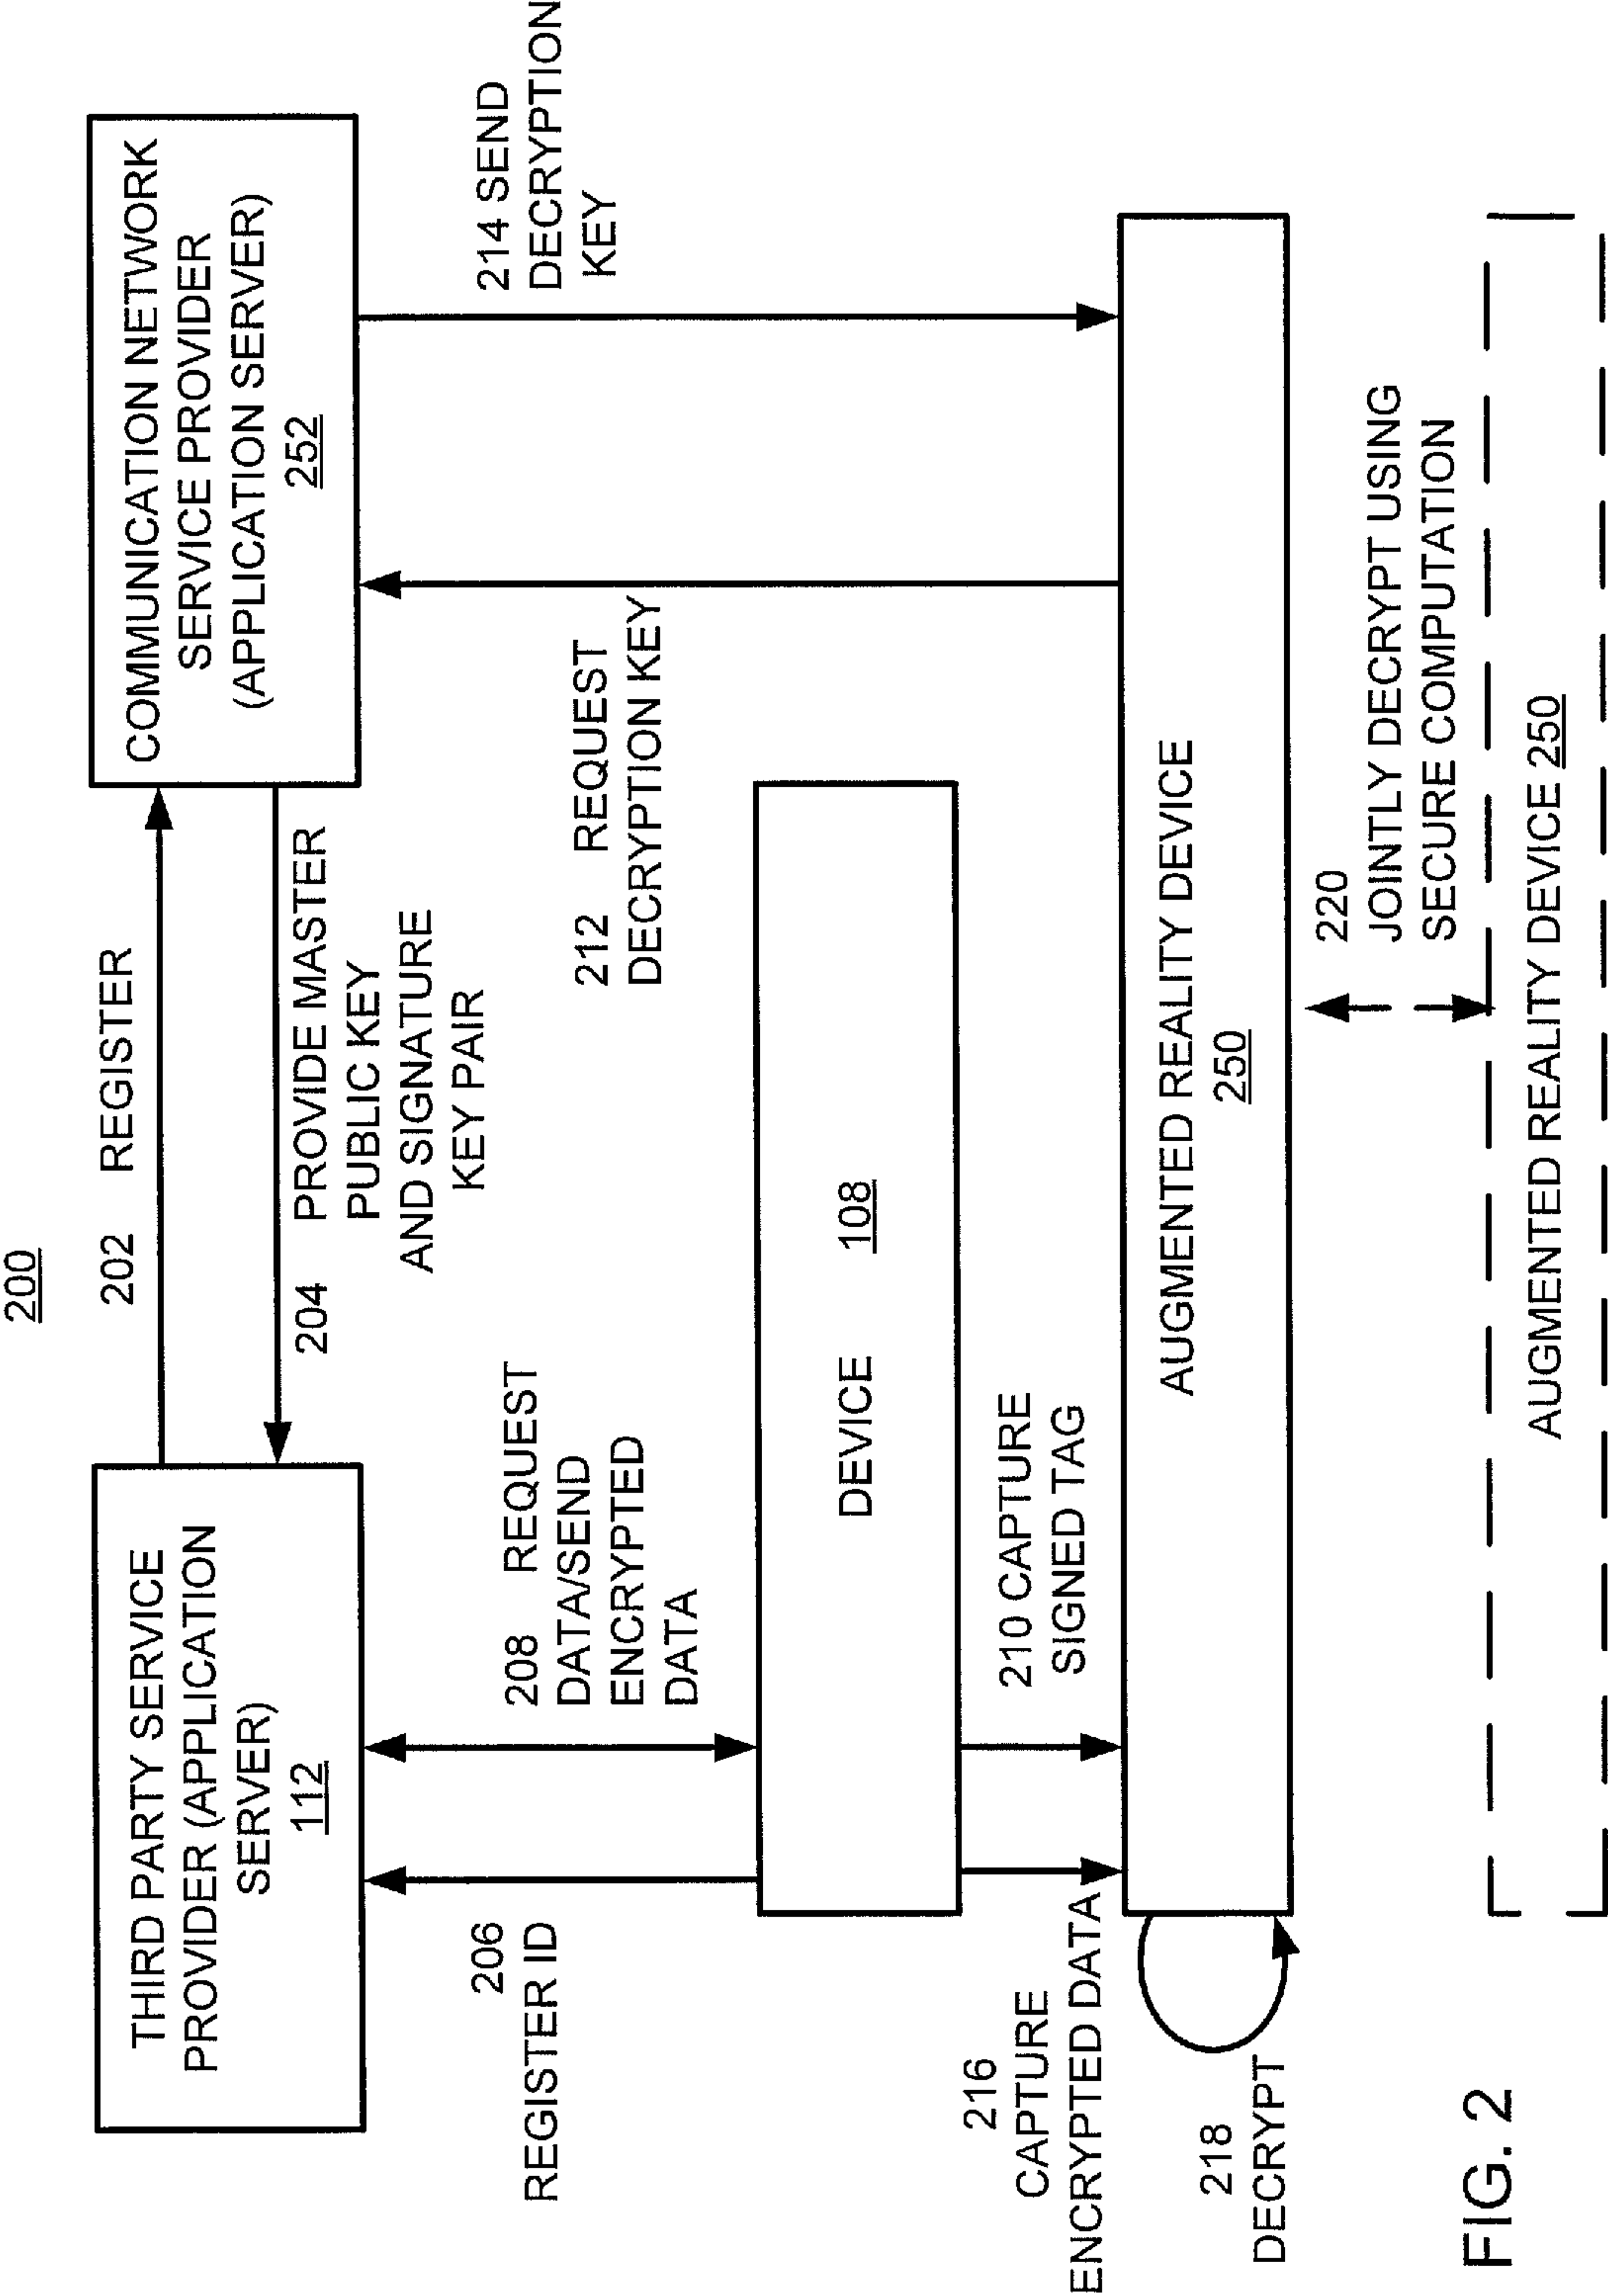 200
THIRD PARTY SERVICE
PROVIDER (APPLICATION
SERVER)
112
202 REGISTER
204 PROVIDE MASTER
PUBLIC KEY
AND SIGNATURE
KEY PAIR
COMMUNICATION NETWORK
SERVICE PROVIDER
(APPLICATION SERVER)
252
206
REGISTER ID
208 REQUEST
DATA/SEND
ENCRYPTED
DATA
212 REQUEST
DECRYPTION KEY
214 SEND
DECRYPTION
KEY
DEVICE 108
216
CAPTURE
ENCRYPTED DATA
210 CAPTURE
SIGNED TAG
AUGMENTED REALITY DEVICE
250
218
DECRYPT
220
JOINTLY DECRYPT USING
SECURE COMPUTATION
AUGMENTED REALITY DEVICE 250
FIG. 2